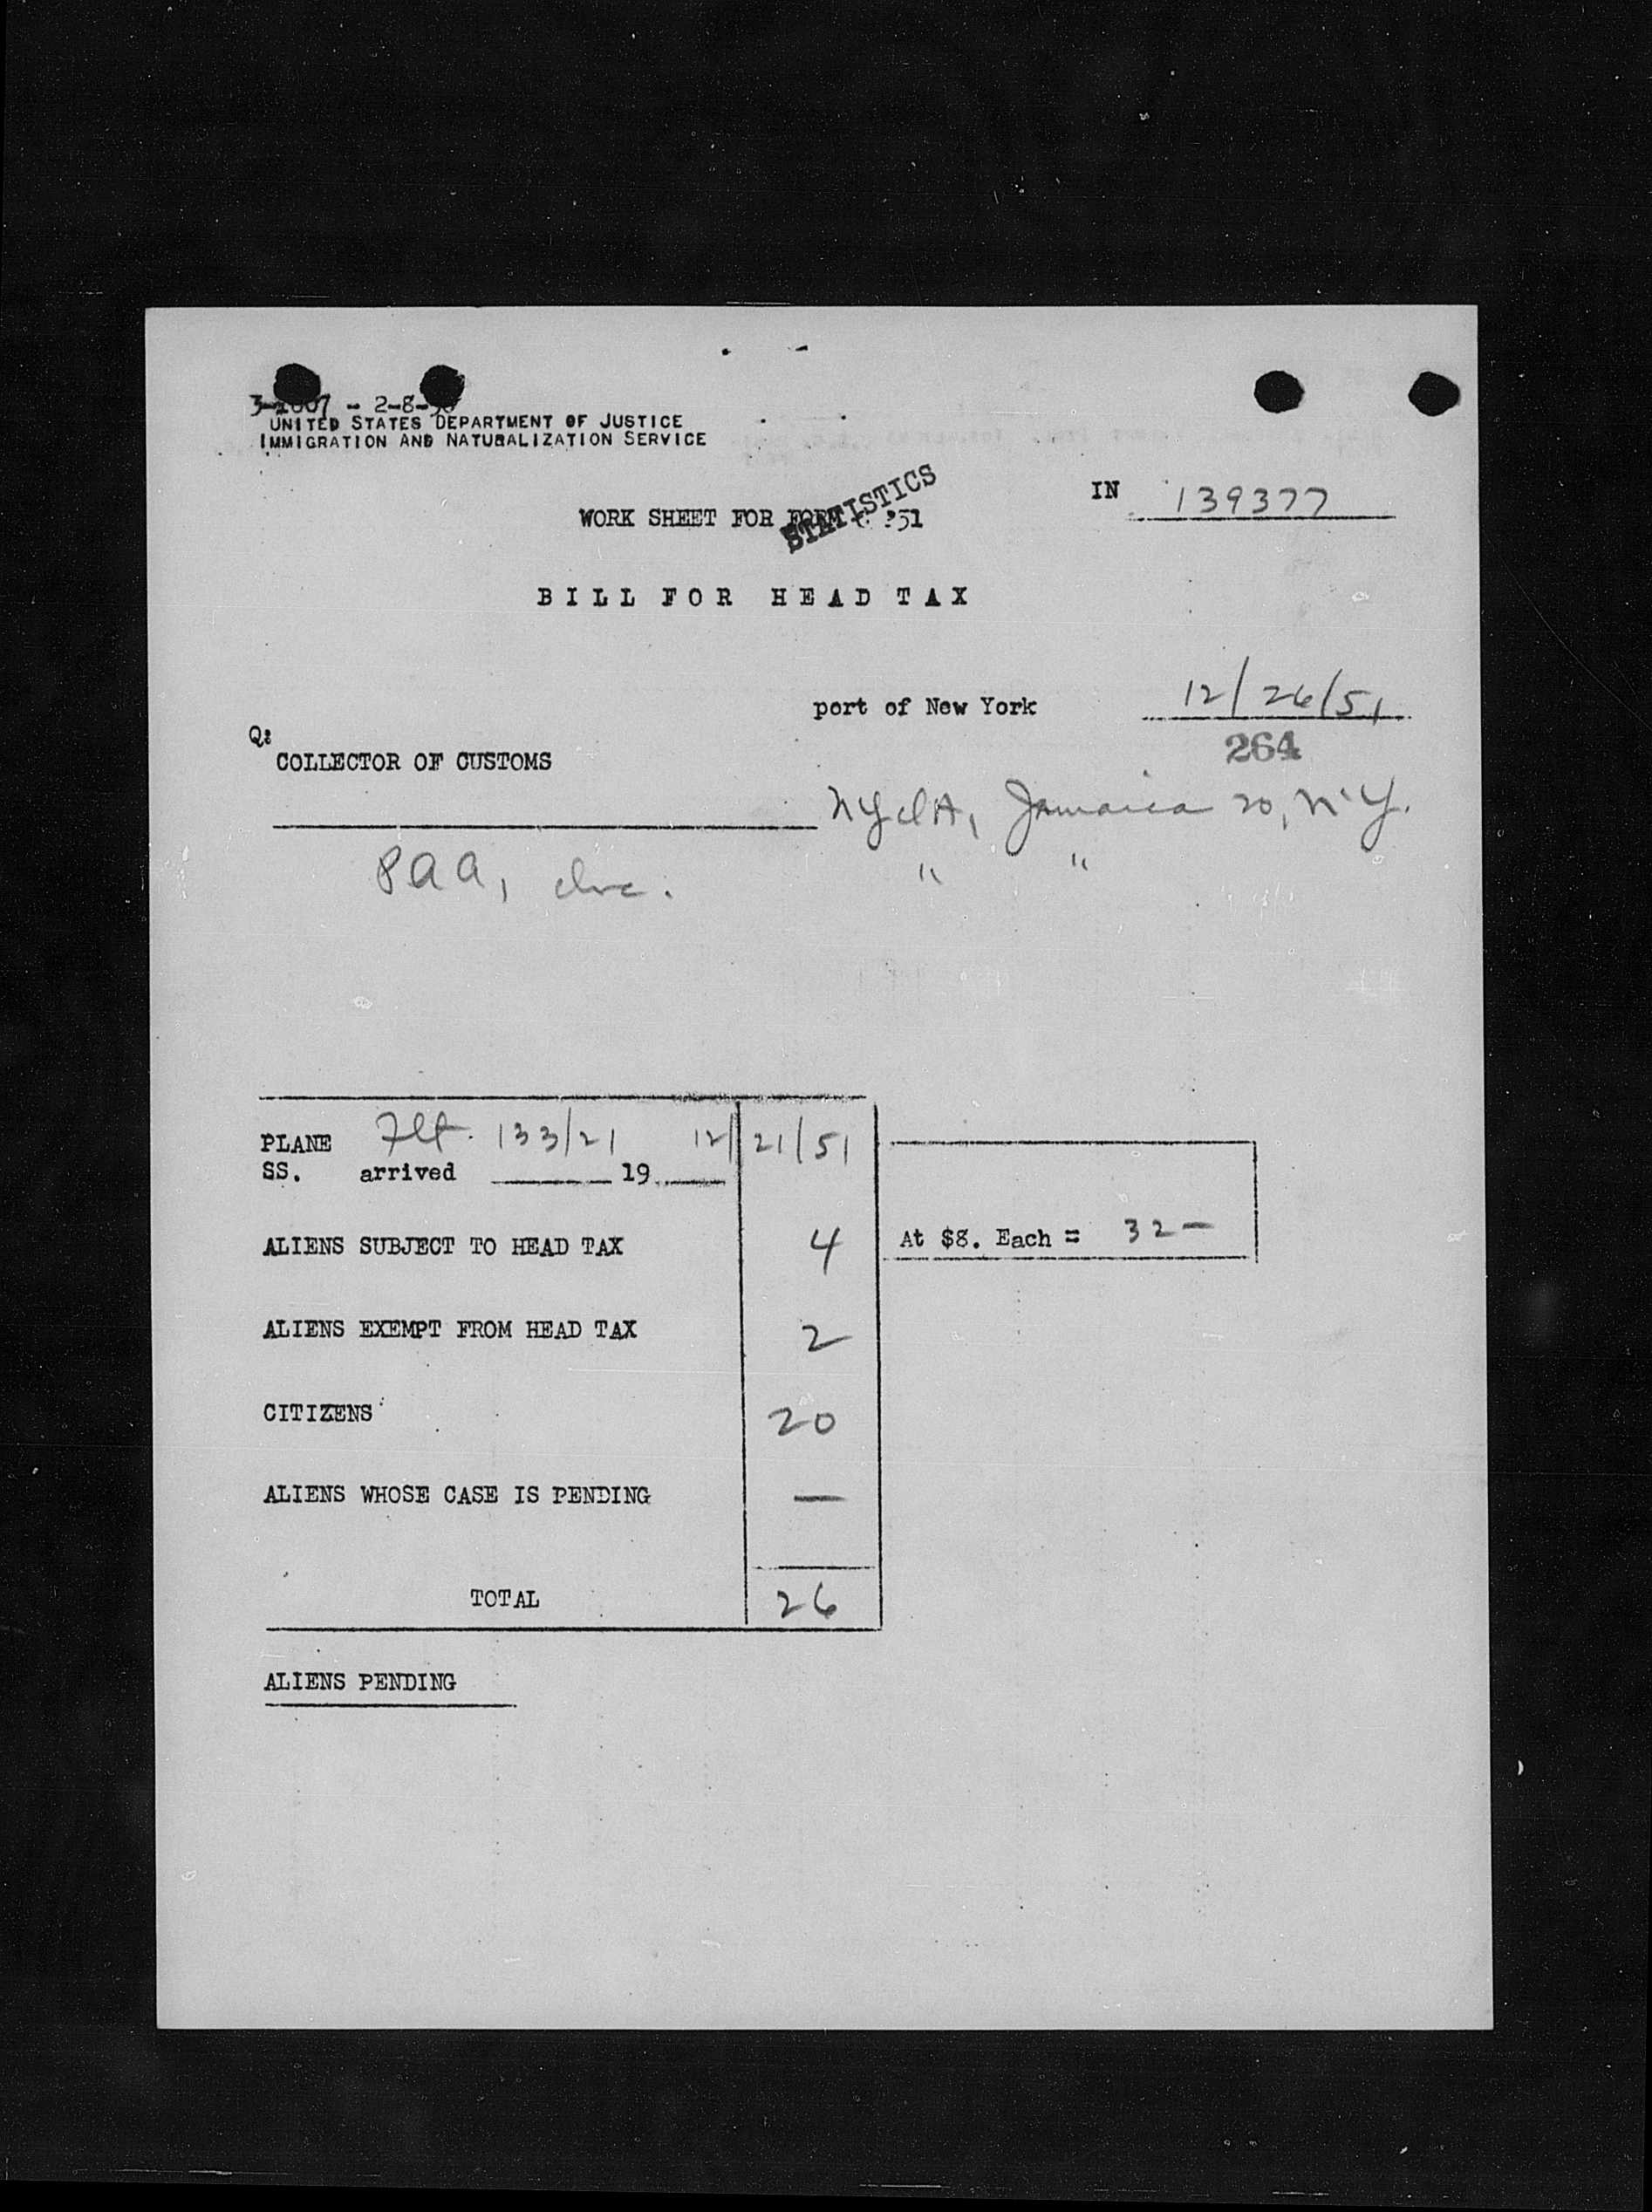 - 2-8-
UNITED STATES DEPARTMENT OF JUSTICE
IMMIGRATION AND NATURALIZATION SERVICE
STATISTICS
IN 139377
WORK SHEET FOR FORM 51
BILL FOR HEAD TAX
port of New York 12/26/51
Q:
COLLECTOR OF CUSTOMS
264
NYIA, Jamaica 20, N.Y.
PAA, Inc. " "
PLANE Flt. 133/21 12/21/51
SS. arrived 19
ALIENS SUBJECT TO HEAD TAX 4 At $8. Each = 32 -
ALIENS EXEMPT FROM HEAD TAX 2
CITIZENS 20
ALIENS WHOSE CASE IS PENDING —
TOTAL 26
ALIENS PENDING